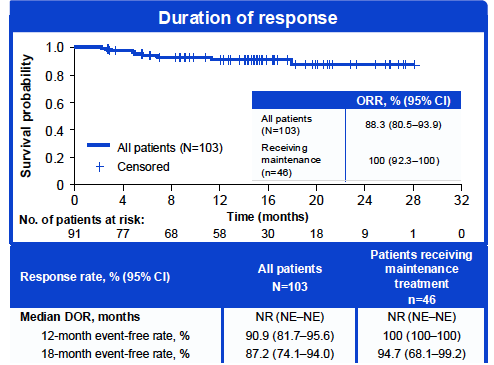 Duration of response
Survival probability
1.0
0.8
0.6
0.4
0.2
0
All patients (N=103)
Censored
ORR, % (95% CI)
All patients
(N=103)
88.3 (80.5–93.9)
Receiving
maintenance
(n=46)
100 (92.3–100)
0 4 8 12 16 20 24 28 32
Time (months)
No. of patients at risk:
91 77 68 58 30 18 9 1 0
Response rate, % (95% CI)
All patients
N=103
Patients receiving
maintenance
treatment
n=46
Median DOR, months NR (NE–NE) NR (NE–NE)
12-month event-free rate, % 90.9 (81.7–95.6) 100 (100–100)
18-month event-free rate, % 87.2 (74.1–94.0) 94.7 (68.1–99.2)